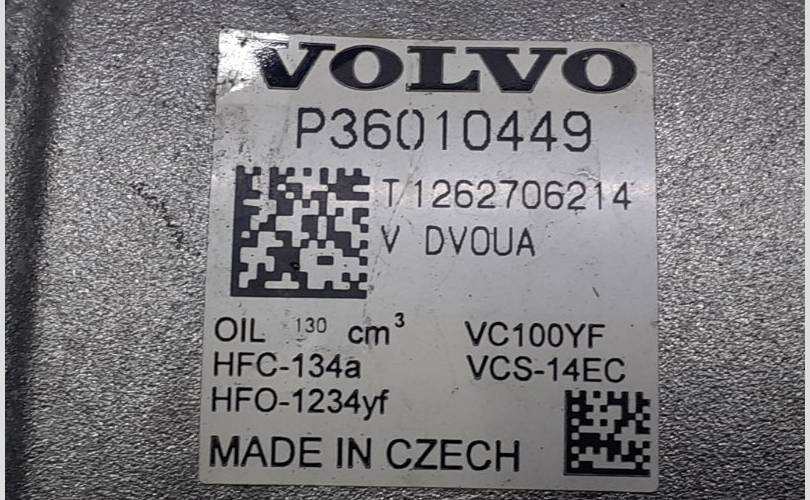 VOLVO
P36010449
T 1262706214
V DVOUA
OIL 130 cm³ VC100YF
HFC-134a VCS-14EC
HFO-1234yf
MADE IN CZECH